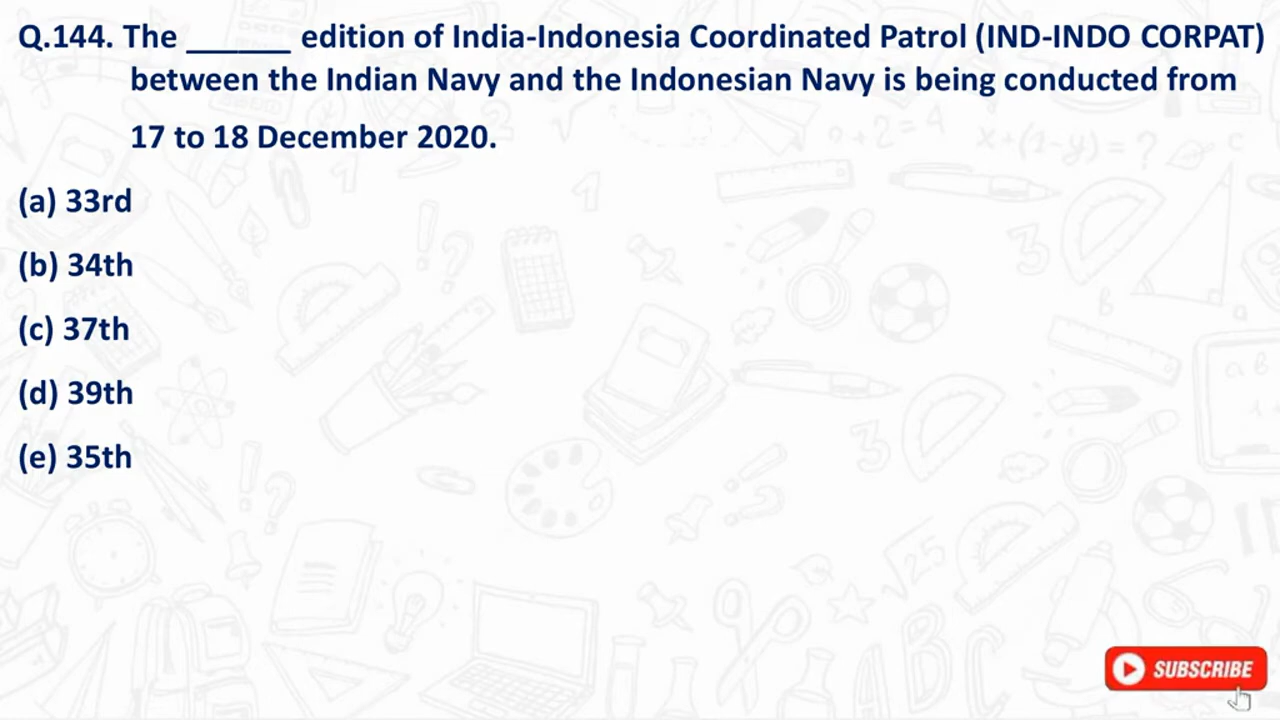 Q.144. The ______ edition of India-Indonesia Coordinated Patrol (IND-INDO CORPAT)
between the Indian Navy and the Indonesian Navy is being conducted from
17 to 18 December 2020.
(a) 33rd
(b) 34th
(c) 37th
(d) 39th
(e) 35th
SUBSCRIBE